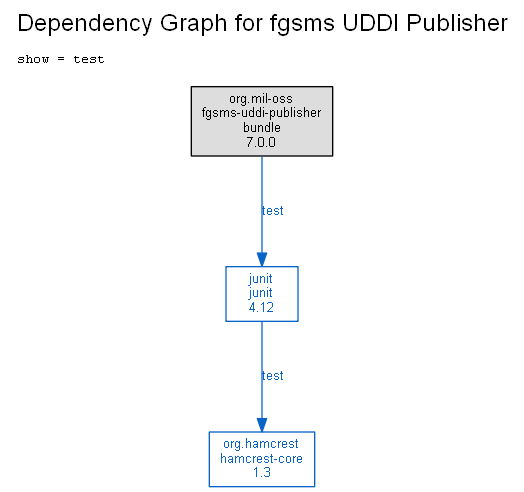 Dependency Graph for fgsms UDDI Publisher
show = test
org.mil-oss
fgsms-uddi-publisher
bundle
7.0.0
test
junit
junit
4.12
test
org.hamcrest
hamcrest-core
1.3